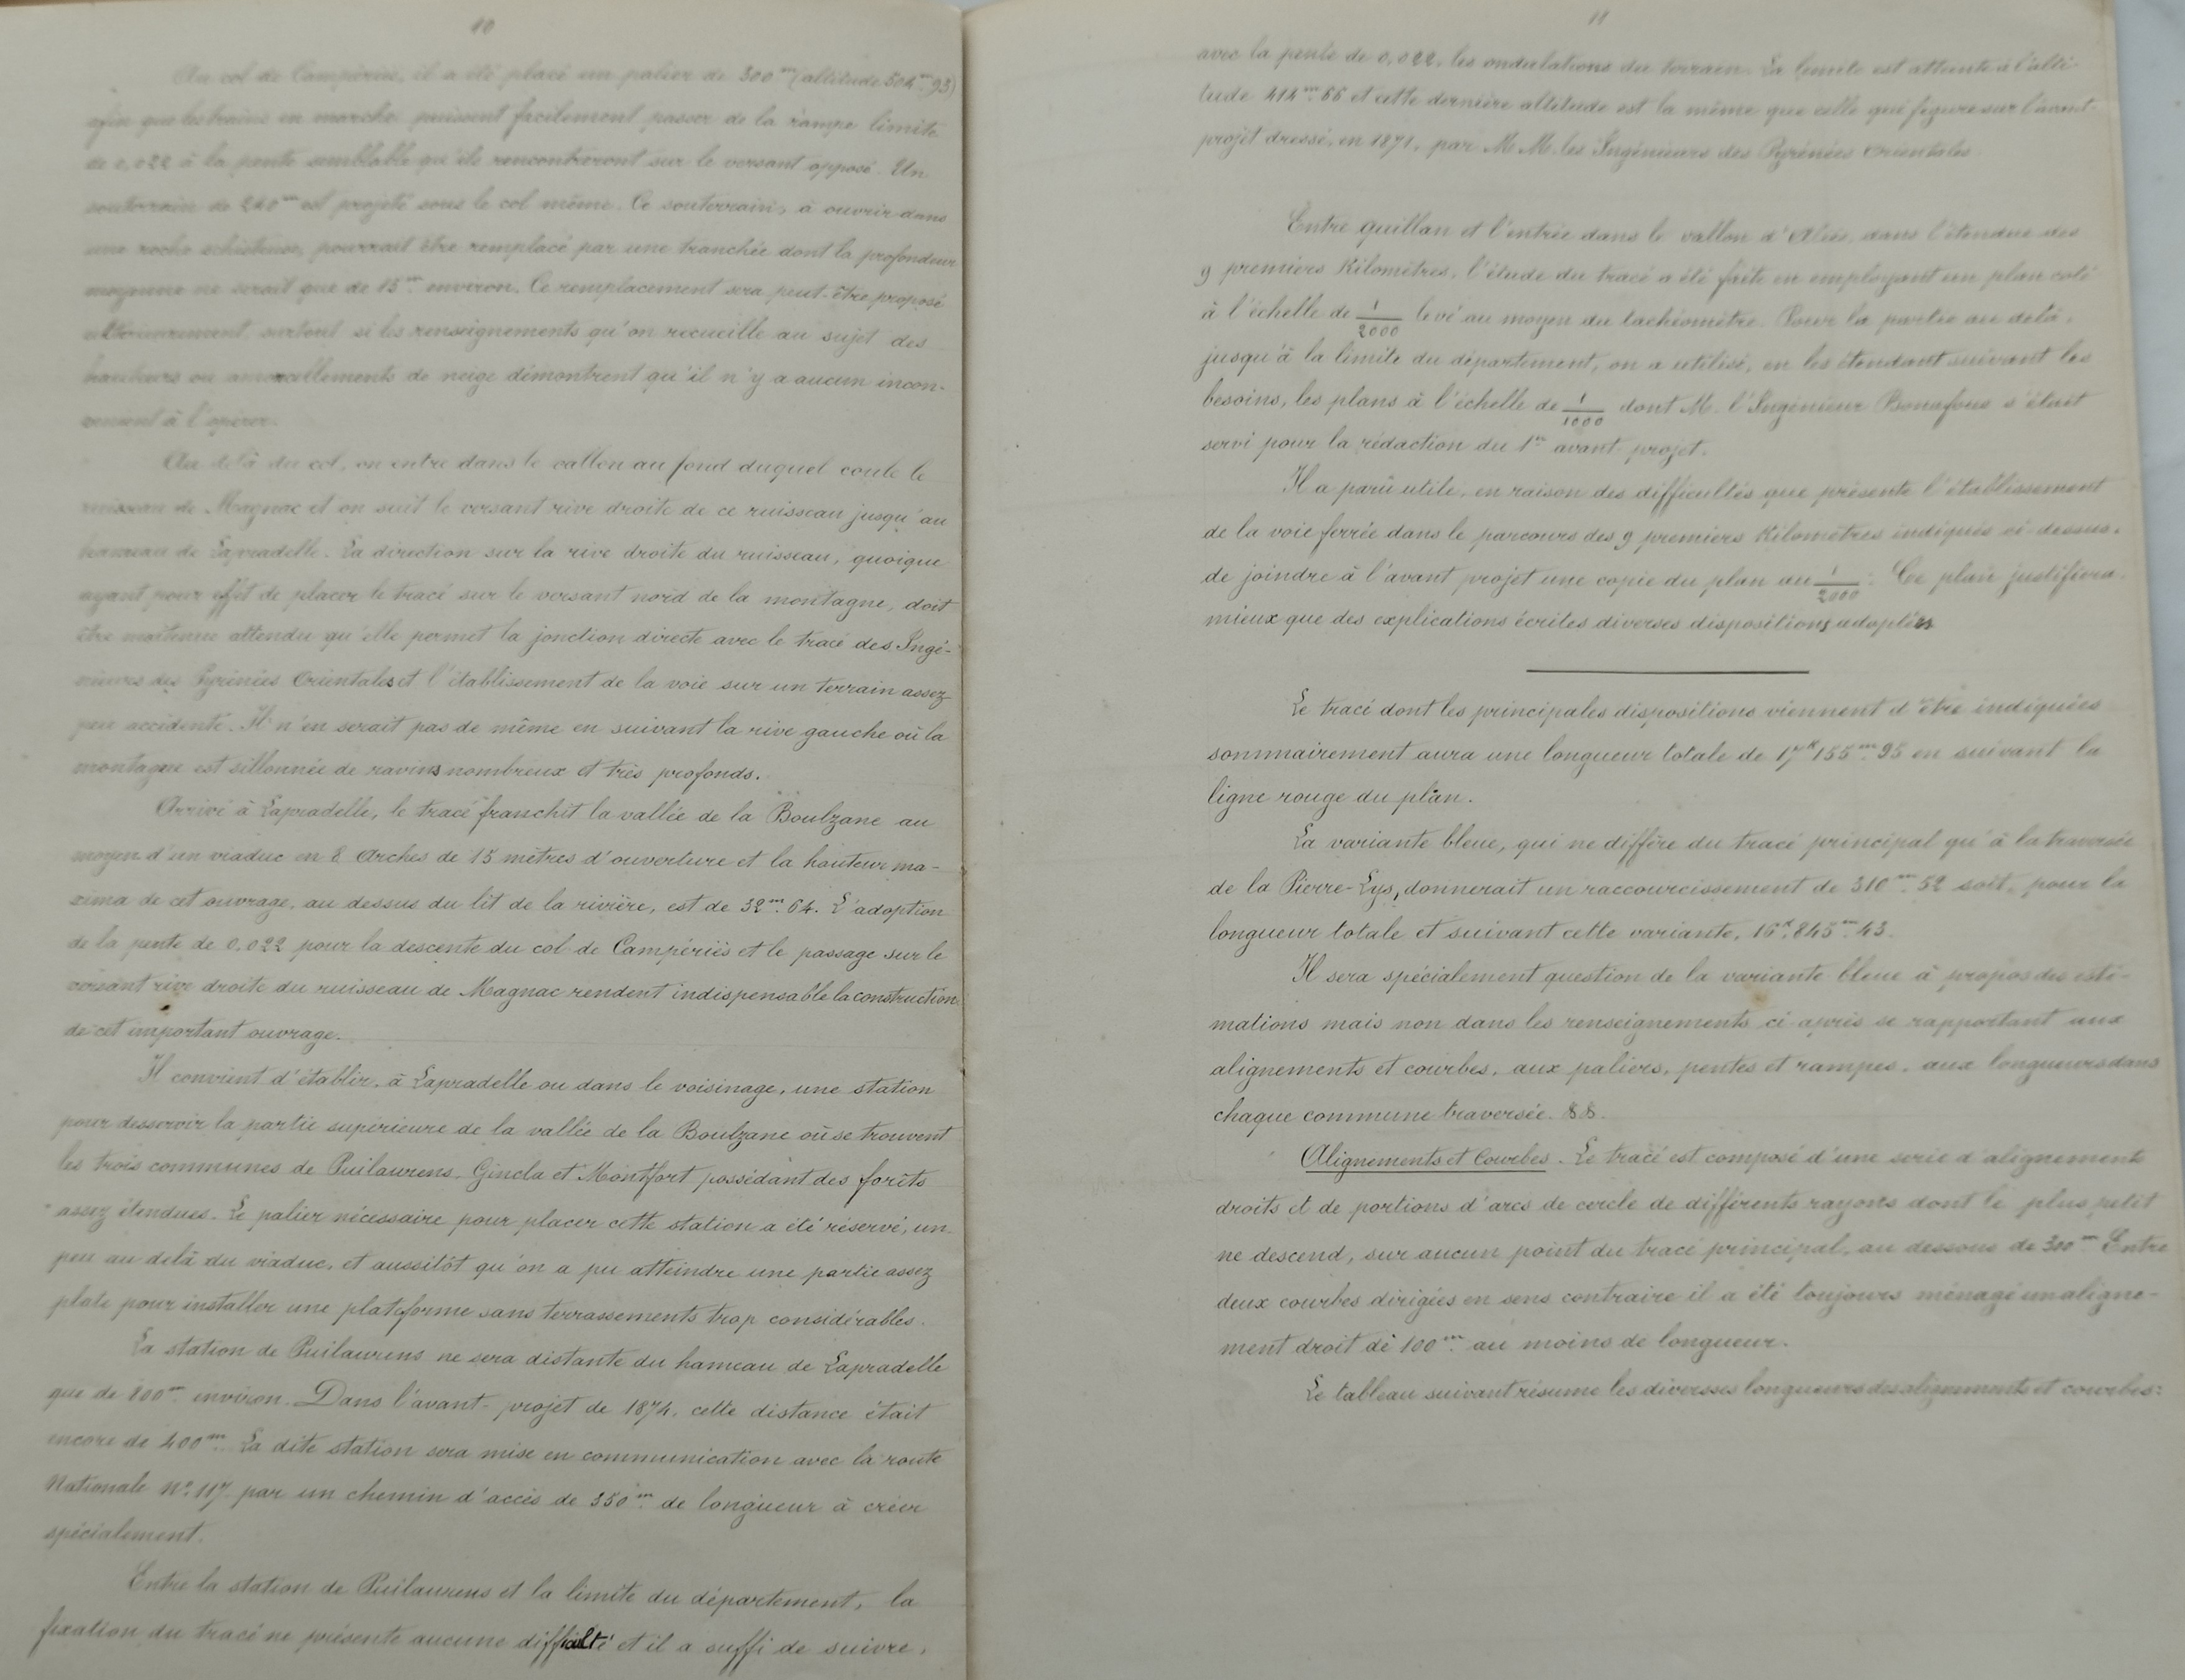 10
Au col de Campériès, il a été placé un palier de 300m (altitude 504m.93)
afin que les trains en marche puissent facilement passer de la rampe limite
de 0,022 à la pente semblable qu'ils rencontreront sur le versant opposé. Un
souterrain de 240m est projeté sous le col même. Ce souterrain, à ouvrir dans
une roche schisteuse, pourrait être remplacé par une tranchée dont la profondeur
moyenne ne serait que de 15m. environ. Ce remplacement sera peut-être proposé
ultérieurement, surtout si les renseignements qu'on recueille au sujet des
hauteurs ou amoncellements de neige démontrent qu'il n'y a aucun incon-
vénient à l'opérer.
Au delà du col, on entre dans le vallon au fond duquel coule le
ruisseau de Magnac et on suit le versant rive droite de ce ruisseau jusqu'au
hameau de Lapradelle. La direction sur la rive droite du ruisseau, quoique
ayant pour effet de placer le tracé sur le versant nord de la montagne, doit
être maintenue attendu qu'elle permet la jonction directe avec le tracé des Ingé-
nieurs des Pyrénées Orientales et l'établissement de la voie sur un terrain assez
peu accidenté. Il n'en serait pas de même en suivant la rive gauche où la
montagne est sillonnée de ravins nombreux et très profonds.
Arrivé à Lapradelle, le tracé franchit la vallée de la Boulzane au
moyen d'un viaduc en 8 Arches de 15 mètres d'ouverture et la hauteur ma-
xima de cet ouvrage, au dessus du lit de la rivière, est de 32m.64. L'adoption
de la pente de 0,022 pour la descente du col de Campériès et le passage sur le
versant rive droite du ruisseau de Magnac rendent indispensable la construction
de cet important ouvrage.
Il convient d'établir, à Lapradelle ou dans le voisinage, une station
pour desservir la partie supérieure de la vallée de la Boulzane où se trouvent
les trois communes de Puilaurens, Gincla et Montfort possédant des forêts
assez étendues. Le palier nécessaire pour placer cette station a été réservé, un
peu au delà du viaduc, et aussitôt qu'on a pu atteindre une partie assez
plate pour installer une plateforme sans terrassements trop considérables.
La station de Puilaurens ne sera distante du hameau de Lapradelle
que de 800m. environ. Dans l'avant-projet de 1874, cette distance était
encore de 400m. La dite station sera mise en communication avec la route
Nationale No. 117 par un chemin d'accès de 350m. de longueur à créer
spécialement.
Entre la station de Puilaurens et la limite du département, la
fixation du tracé ne présente aucune difficulté et il a suffi de suivre,
11
avec la pente de 0,022, les ondulations du terrain. La limite est atteinte à l'alti-
tude 414m.66 et cette dernière altitude est la même que celle qui figure sur l'avant-
projet dressé, en 1871, par M M. les Ingénieurs des Pyrénées Orientales.
Entre Quillan et l'entrée dans le vallon d'Aliès, dans l'étendue des
9 premiers Kilomètres, l'étude du tracé a été faite en employant un plan coté
à l'échelle de 1/2000 levé au moyen du tachéomètre. Pour la partie au delà,
jusqu'à la limite du département, on a utilisé, en les étendant suivant les
besoins, les plans à l'échelle de 1/1000 dont M. l'Ingénieur Bonafous s'était
servi pour la rédaction du 1er avant-projet.
Il a parû utile, en raison des difficultés que présente l'établissement
de la voie ferrée dans le parcours des 9 premiers Kilomètres indiqués ci-dessus,
de joindre à l'avant projet une copie du plan au 1/2000. Ce plan justifiera
mieux que des explications écrites diverses dispositions adoptées
Le tracé dont les principales dispositions viennent d'être indiquées
sommairement aura une longueur totale de 17K155m.95 en suivant la
ligne rouge du plan.
La variante bleue, qui ne diffère du tracé principal qu'à la traversée
de la Pierre-Lys, donnerait un raccourcissement de 310m.52 soit, pour la
longueur totale et suivant cette variante, 16K.845m.43.
Il sera spécialement question de la variante bleue à propos des esti-
mations mais non dans les renseignements ci-après se rapportant aux
alignements et courbes, aux paliers, pentes et rampes, aux longueurs dans
chaque commune traversée.
Alignements et Courbes. Le tracé est composé d'une série d'alignements
droits et de portions d'arcs de cercle de différents rayons dont le plus petit
ne descend, sur aucun point du tracé principal, au dessous de 300m Entre
deux courbes dirigées en sens contraire il a été toujours ménagé un aligne-
ment droit de 100m. au moins de longueur.
Le tableau suivant résume les diverses longueurs des alignements et courbes: